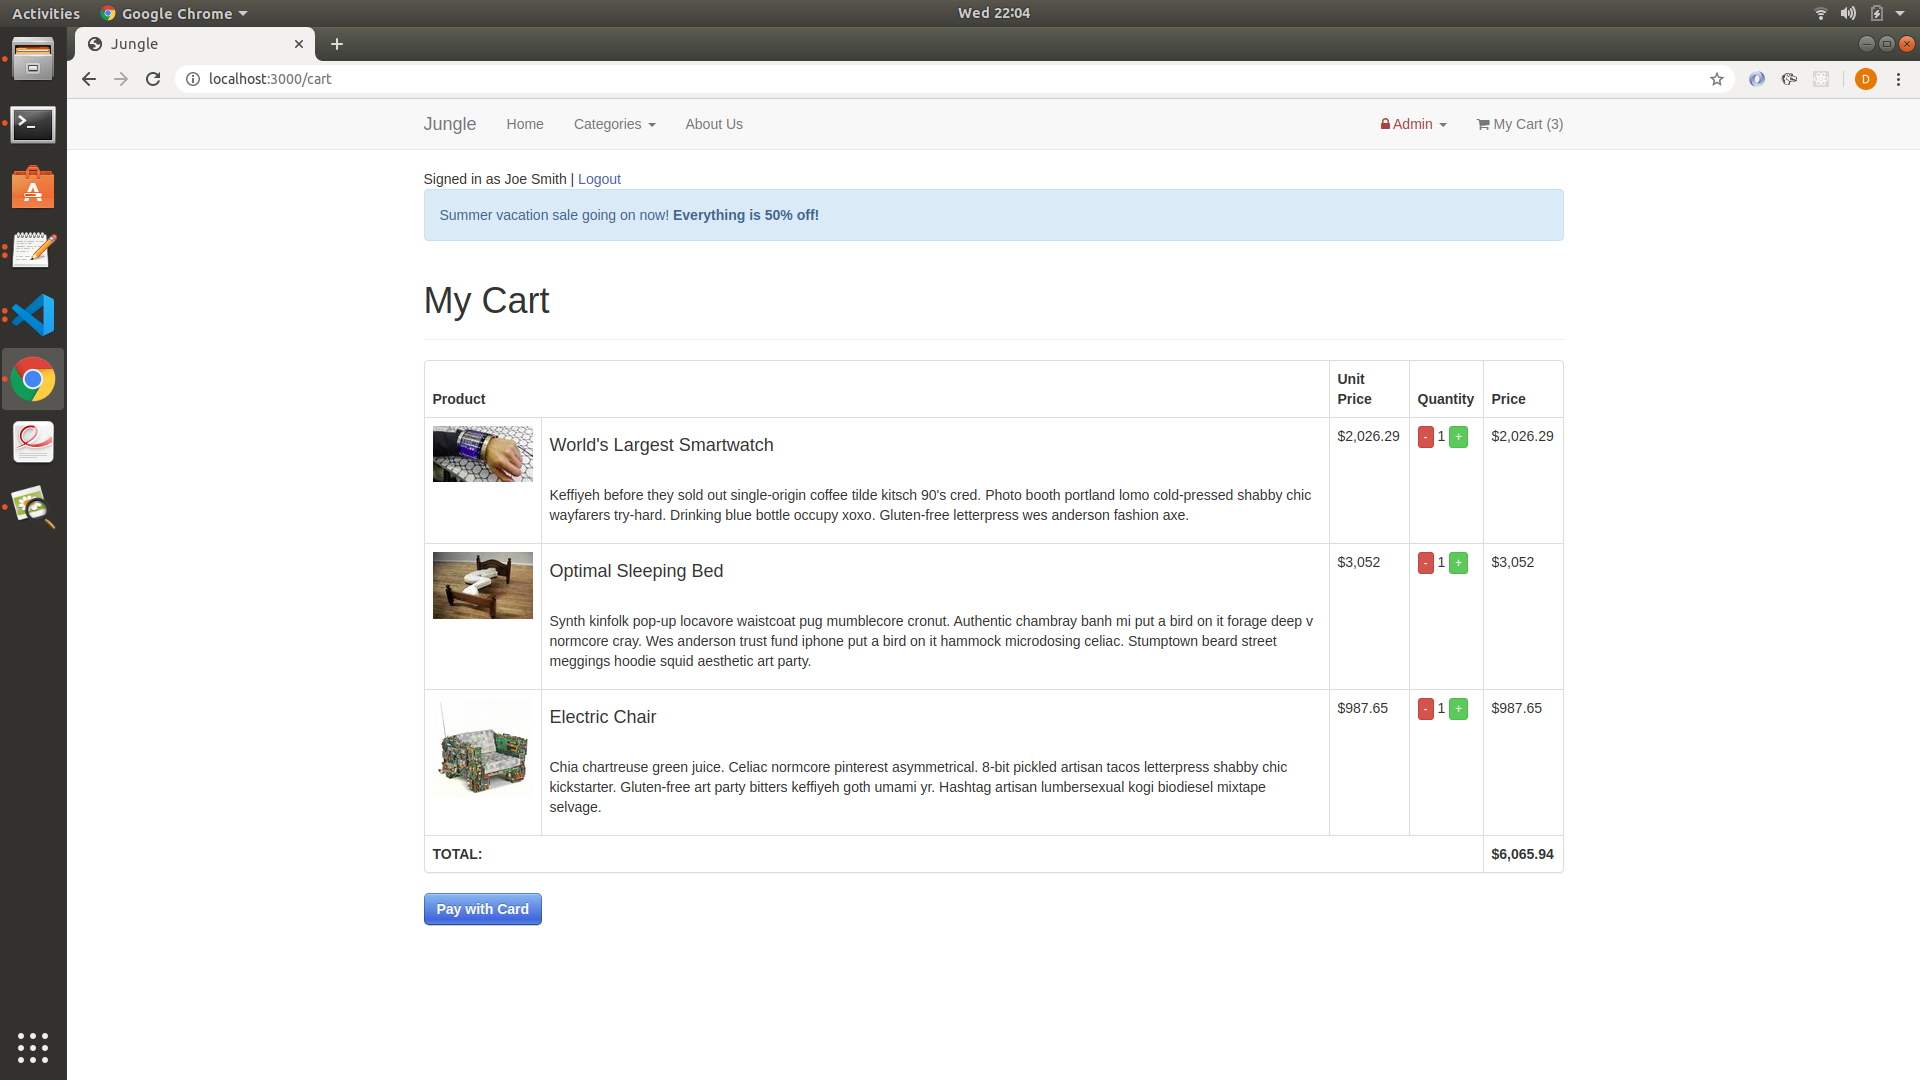 Activities
Google Chrome
Wed 22:04
Jungle
localhost:3000/cart
D
Jungle
Home
Categories
About Us
Admin
My Cart (3)
Signed in as Joe Smith | Logout
Summer vacation sale going on now! Everything is 50% off!
My Cart
Product
Unit
Price
Quantity
Price
World's Largest Smartwatch
$2,026.29
- 1 +
$2,026.29
Keffiyeh before they sold out single-origin coffee tilde kitsch 90's cred. Photo booth portland lomo cold-pressed shabby chic
wayfarers try-hard. Drinking blue bottle occupy xoxo. Gluten-free letterpress wes anderson fashion axe.
Optimal Sleeping Bed
$3,052
- 1 +
$3,052
Synth kinfolk pop-up locavore waistcoat pug mumblecore cronut. Authentic chambray banh mi put a bird on it forage deep v
normcore cray. Wes anderson trust fund iphone put a bird on it hammock microdosing celiac. Stumptown beard street
meggings hoodie squid aesthetic art party.
Electric Chair
$987.65
- 1 +
$987.65
Chia chartreuse green juice. Celiac normcore pinterest asymmetrical. 8-bit pickled artisan tacos letterpress shabby chic
kickstarter. Gluten-free art party bitters keffiyeh goth umami yr. Hashtag artisan lumbersexual kogi biodiesel mixtape
selvage.
TOTAL:
$6,065.94
Pay with Card